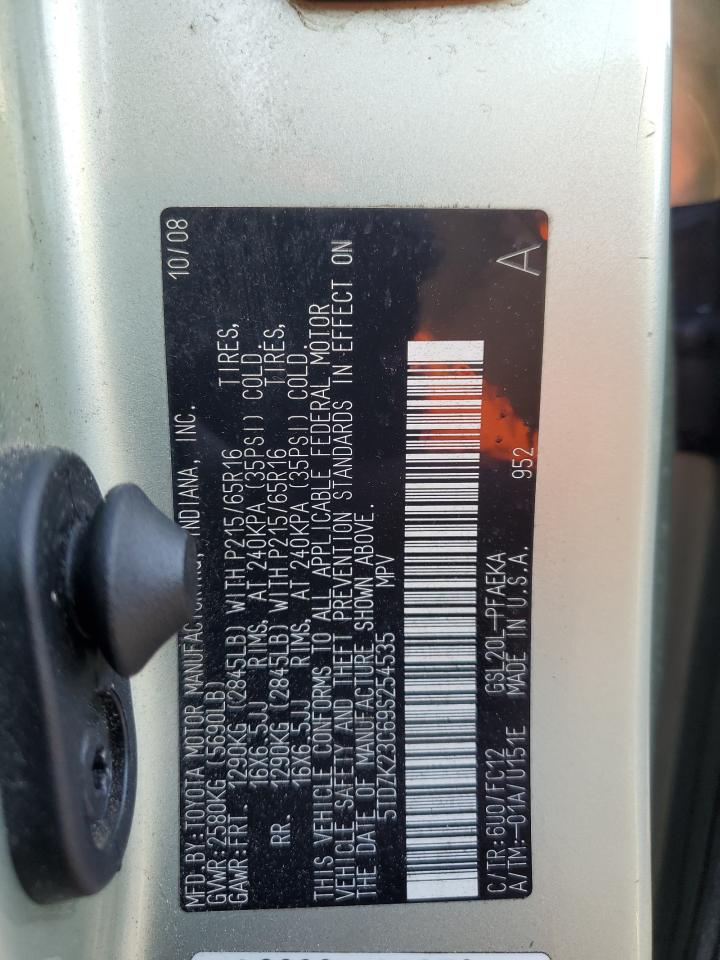 MFD. BY: TOYOTA MOTOR MANUFACTURING, INDIANA, INC. 10/08
GVWR: 2580KG (5690LB)
GAWR: FRT. 1290KG (2845LB) WITH P215/65R16 TIRES,
16X6.5JJ RIMS, AT 240KPA (35PSI) COLD.
RR. 1290KG (2845LB) WITH P215/65R16 TIRES,
16X6.5JJ RIMS, AT 240KPA (35PSI) COLD.
THIS VEHICLE CONFORMS TO ALL APPLICABLE FEDERAL MOTOR
VEHICLE SAFETY AND THEFT PREVENTION STANDARDS IN EFFECT ON
THE DATE OF MANUFACTURE SHOWN ABOVE.
5TDZK23C69S254535 MPV
C/TR: 6U0/FC12 GSL20L-PFAEKA
A/TM: -01A/U151E MADE IN U.S.A. 952 A